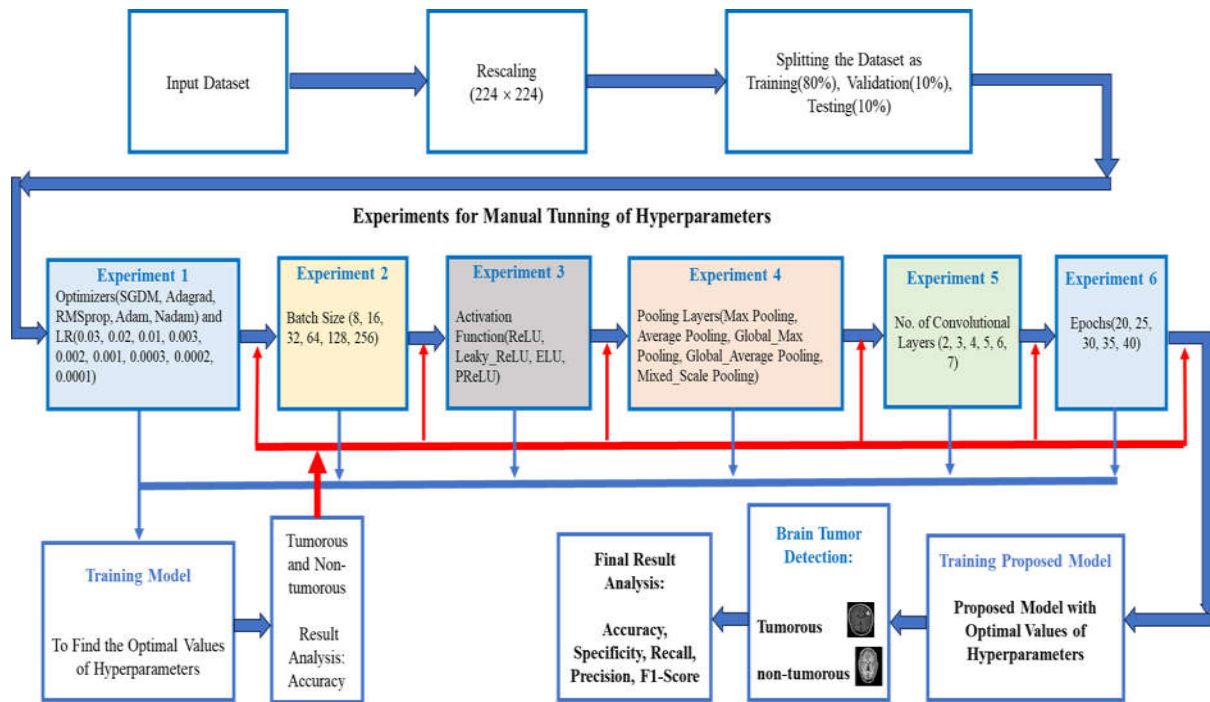 Input Dataset
Rescaling
(224 × 224)
Splitting the Dataset as
Training(80%), Validation(10%),
Testing(10%)
Experiments for Manual Tunning of Hyperparameters
Experiment 1
Optimizers(SGDM, Adagrad,
RMSprop, Adam, Nadam) and
LR(0.03, 0.02, 0.01, 0.003,
0.002, 0.001, 0.0003, 0.0002,
0.0001)
Experiment 2
Batch Size (8, 16,
32, 64, 128, 256)
Experiment 3
Activation
Function(ReLU,
Leaky_ReLU, ELU,
PReLU)
Experiment 4
Pooling Layers(Max Pooling,
Average Pooling, Global_Max
Pooling, Global_Average Pooling,
Mixed_Scale Pooling)
Experiment 5
No. of Convolutional
Layers (2, 3, 4, 5, 6,
7)
Experiment 6
Epochs(20, 25,
30, 35, 40)
Training Model
To Find the Optimal Values
of Hyperparameters
Tumorous
and Non-
tumorous
Result
Analysis:
Accuracy
Final Result
Analysis:
Accuracy,
Specificity, Recall,
Precision, F1-Score
Brain Tumor
Detection:
Tumorous
non-tumorous
Training Proposed Model
Proposed Model with
Optimal Values of
Hyperparameters